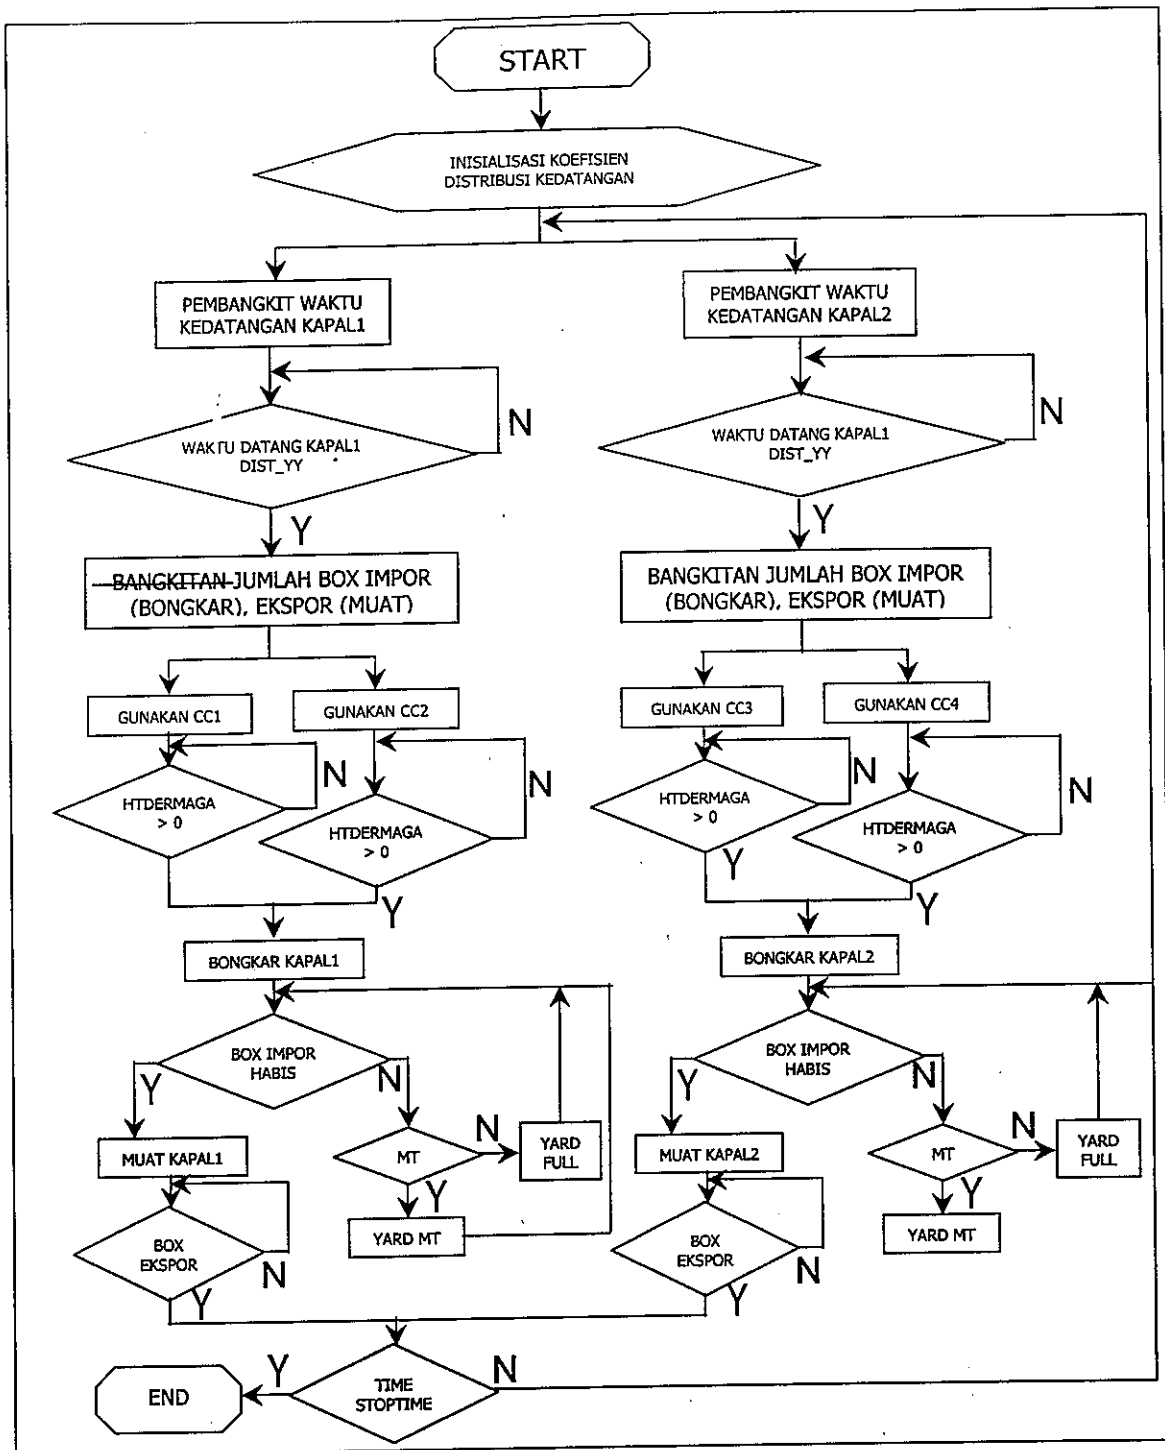 START
INISIALISASI KOEFISIEN
DISTRIBUSI KEDATANGAN
PEMBANGKIT WAKTU
KEDATANGAN KAPAL1
PEMBANGKIT WAKTU
KEDATANGAN KAPAL2
WAKTU DATANG KAPAL1
DIST_YY
N
WAKTU DATANG KAPAL1
DIST_YY
N
Y
Y
BANGKITAN JUMLAH BOX IMPOR
(BONGKAR), EKSPOR (MUAT)
BANGKITAN JUMLAH BOX IMPOR
(BONGKAR), EKSPOR (MUAT)
GUNAKAN CC1
GUNAKAN CC2
GUNAKAN CC3
GUNAKAN CC4
HTDERMAGA
> 0
N
HTDERMAGA
> 0
N
Y
HTDERMAGA
> 0
N
Y
HTDERMAGA
> 0
N
Y
BONGKAR KAPAL1
BONGKAR KAPAL2
BOX IMPOR
HABIS
Y
N
BOX IMPOR
HABIS
Y
N
MUAT KAPAL1
MT
N
YARD
FULL
Y
YARD MT
MUAT KAPAL2
MT
N
YARD
FULL
Y
YARD MT
BOX
EKSPOR
N
Y
BOX
EKSPOR
N
Y
END
Y
TIME
STOPTIME
N